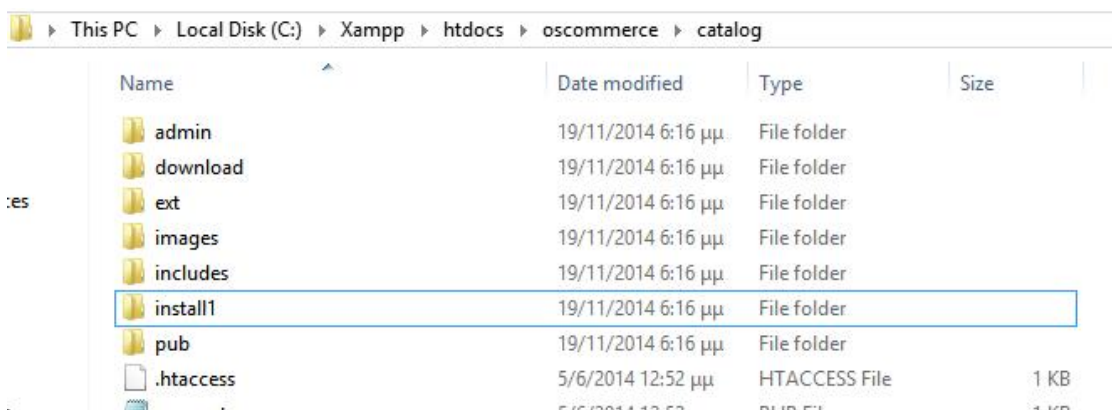 This PC Local Disk (C:) Xampp htdocs oscommerce catalog
Name Date modified Type Size
admin 19/11/2014 6:16 μμ File folder
download 19/11/2014 6:16 μμ File folder
ces ext 19/11/2014 6:16 μμ File folder
images 19/11/2014 6:16 μμ File folder
includes 19/11/2014 6:16 μμ File folder
install1 19/11/2014 6:16 μμ File folder
pub 19/11/2014 6:16 μμ File folder
.htaccess 5/6/2014 12:52 μμ HTACCESS File 1 KB